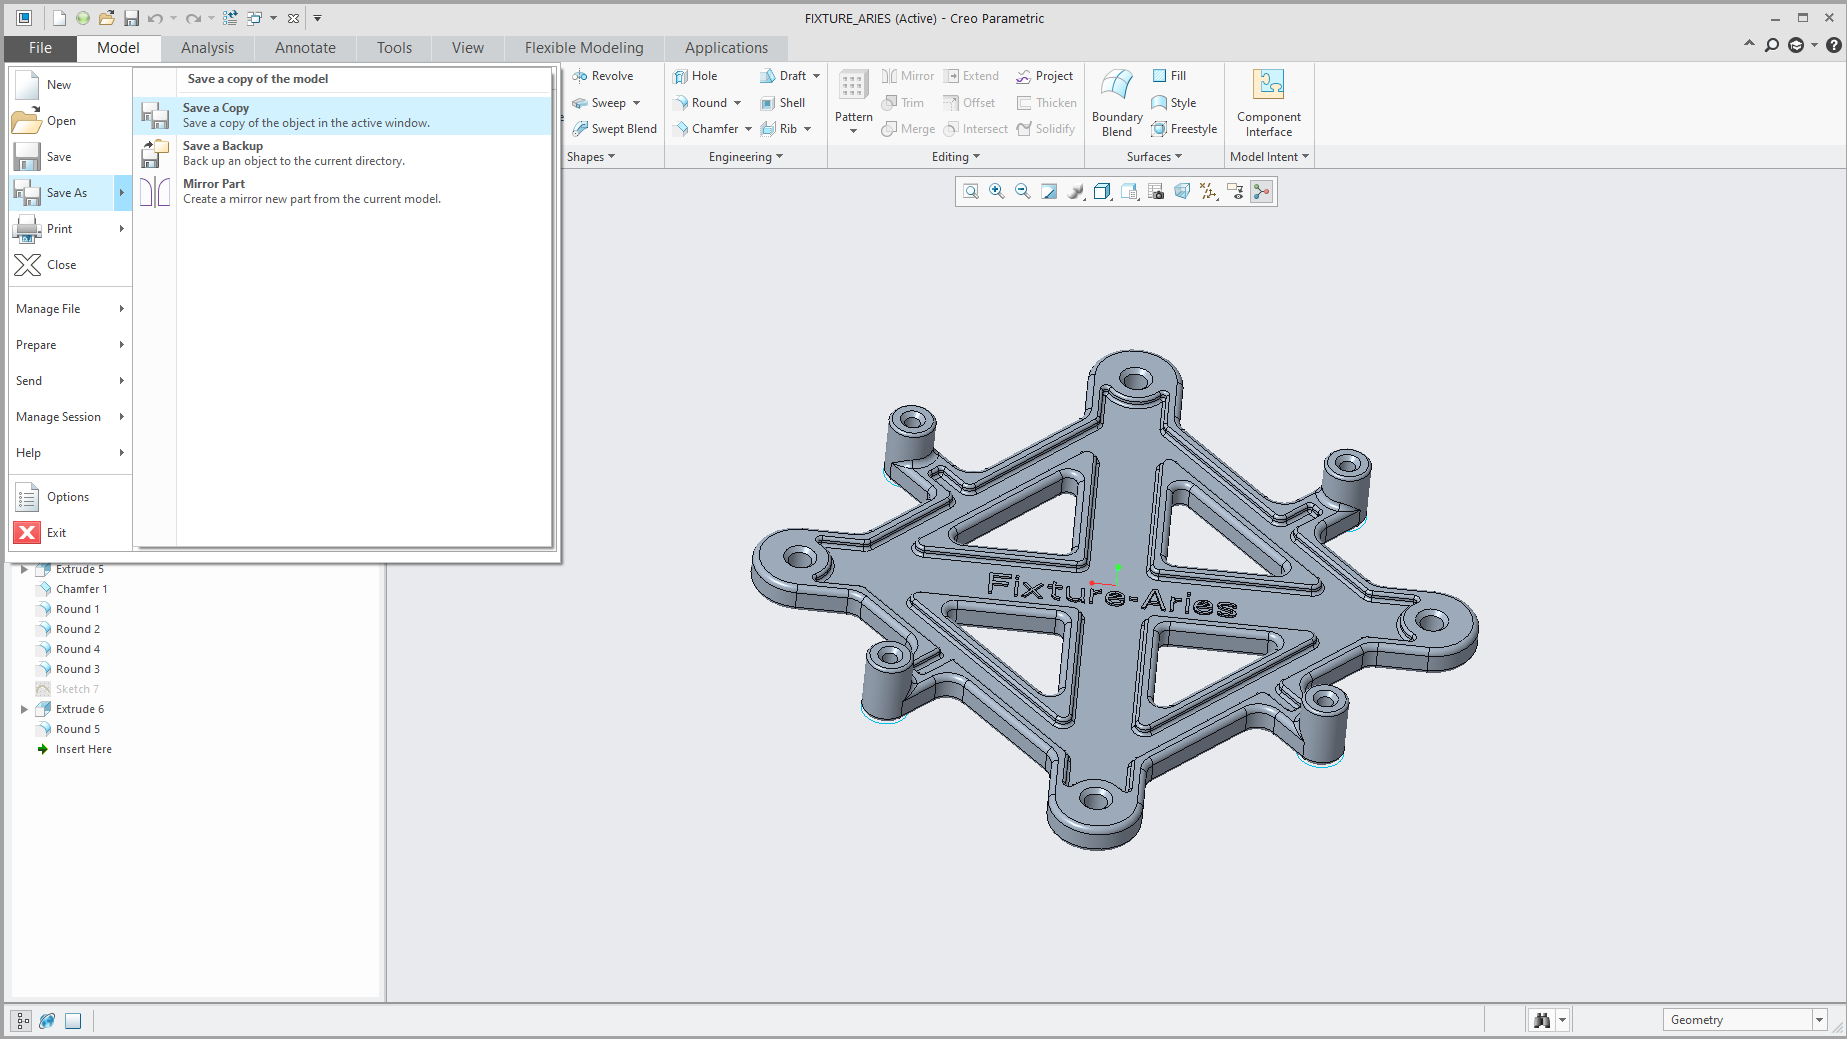 FIXTURE_ARIES (Active) - Creo Parametric
File Model Analysis Annotate Tools View Flexible Modeling Applications
New
Open
Save
Save As
Print
Close
Manage File
Prepare
Send
Manage Session
Help
Options
Exit
Save a copy of the model
Save a Copy
Save a copy of the object in the active window.
Save a Backup
Back up an object to the current directory.
Mirror Part
Create a mirror new part from the current model.
Revolve
Sweep
Swept Blend
Shapes
Hole Draft
Round Shell
Chamfer Rib
Engineering
Pattern
Mirror Extend Project
Trim Offset Thicken
Merge Intersect Solidify
Editing
Boundary
Blend
Fill
Style
Freestyle
Surfaces
Component
Interface
Model Intent
Extrude 5
Chamfer 1
Round 1
Round 2
Round 4
Round 3
Sketch 7
Extrude 6
Round 5
Insert Here
Fixture-Aries
Geometry